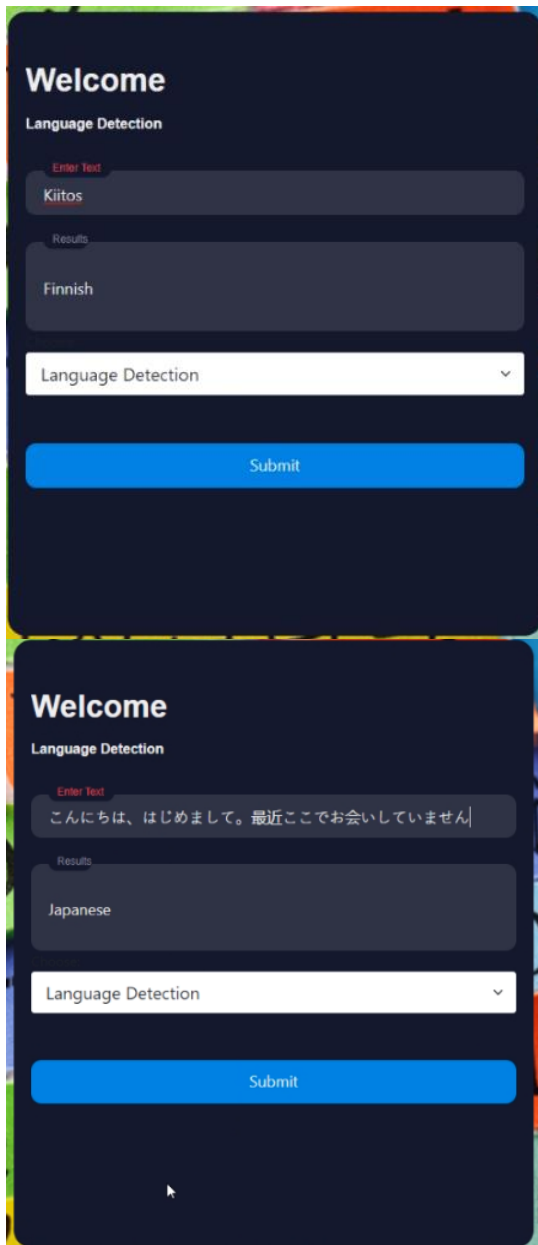 Welcome
Language Detection
Enter Text
Kiitos
Results
Finnish
Choose
Language Detection
Submit
Welcome
Language Detection
Enter Text
こんにちは、はじめまして。最近ここでお会いしていません
Results
Japanese
Choose
Language Detection
Submit